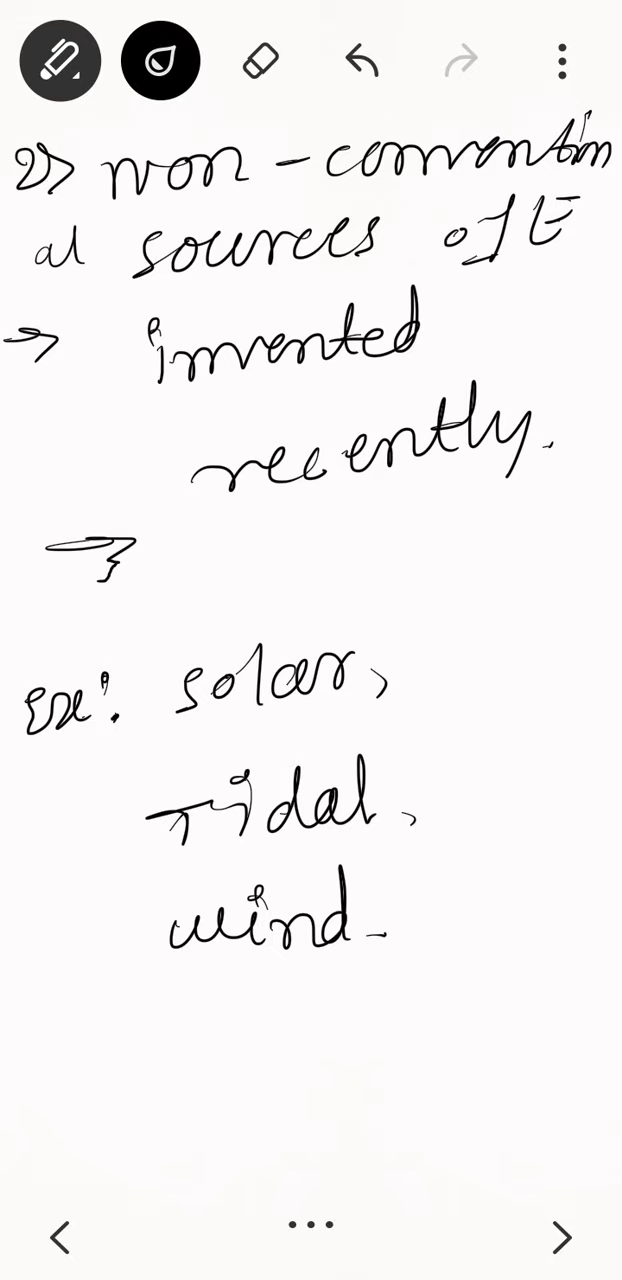 2) non-convention
al sources of E
→ invented
recently.
→
Ex: solar,
Tidal,
wind-